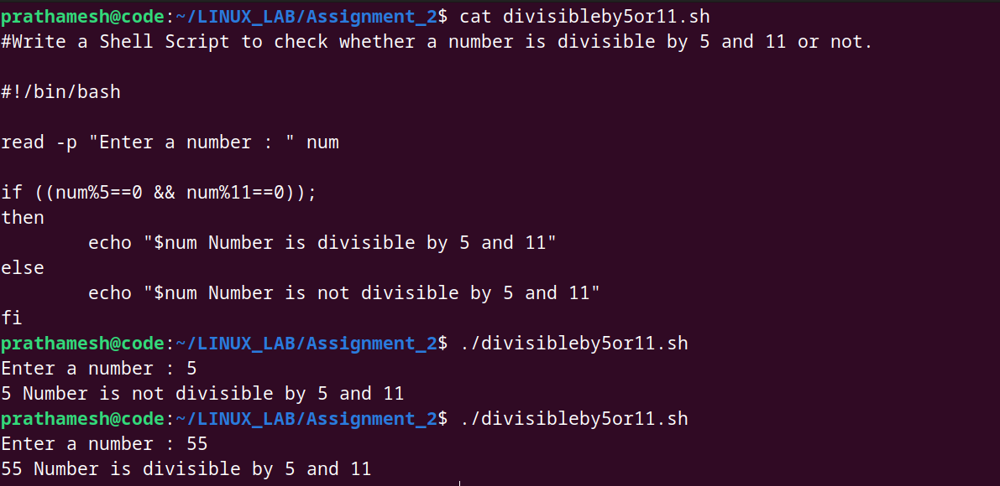 prathamesh@code:~/LINUX_LAB/Assignment_2$ cat divisibleby5or11.sh
#Write a Shell Script to check whether a number is divisible by 5 and 11 or not.

#!/bin/bash

read -p "Enter a number : " num

if ((num%5==0 && num%11==0));
then
        echo "$num Number is divisible by 5 and 11"
else
        echo "$num Number is not divisible by 5 and 11"
fi
prathamesh@code:~/LINUX_LAB/Assignment_2$ ./divisibleby5or11.sh
Enter a number : 5
5 Number is not divisible by 5 and 11
prathamesh@code:~/LINUX_LAB/Assignment_2$ ./divisibleby5or11.sh
Enter a number : 55
55 Number is divisible by 5 and 11